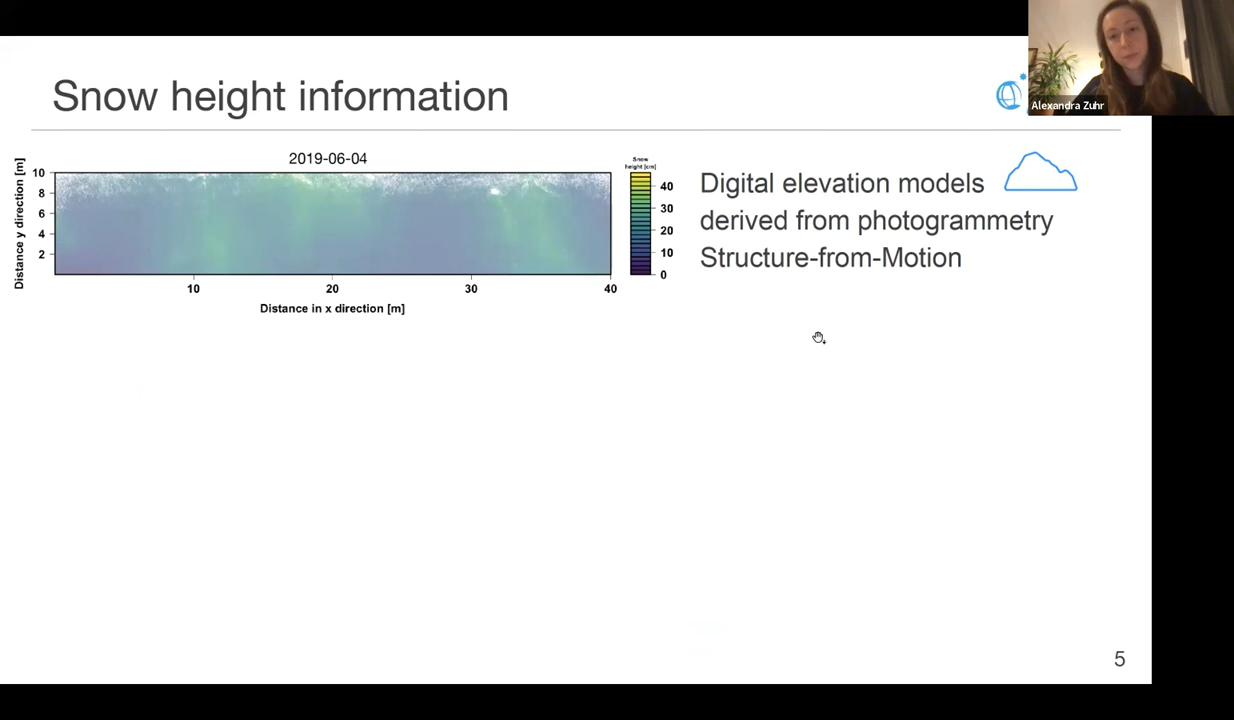 Snow height information
Alexandra Zuhr
2019-06-04
Snow
height [cm]
Distance y direction [m]
10
8
6
4
2
40
30
20
10
0
10
20
30
40
Distance in x direction [m]
Digital elevation models
derived from photogrammetry
Structure-from-Motion
5